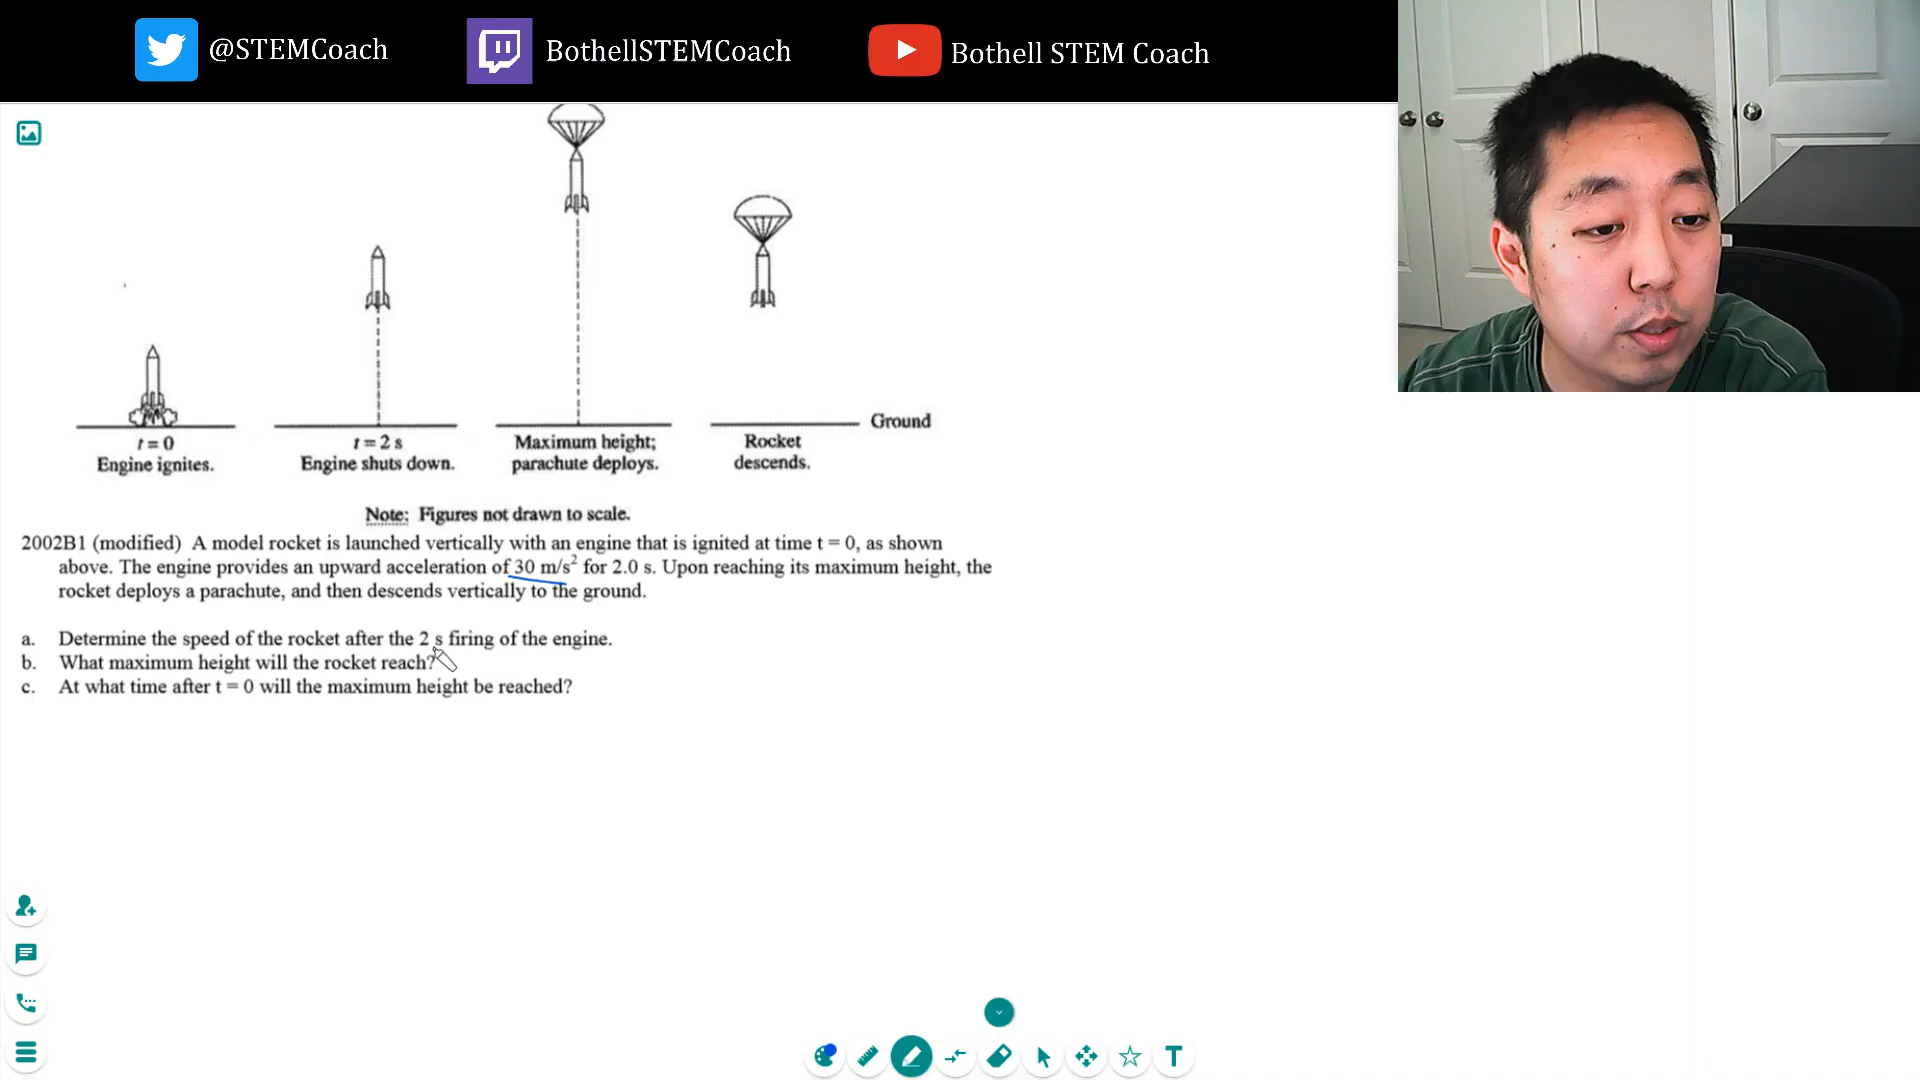 @STEMCoach
BothellSTEMCoach
Bothell STEM Coach
Ground
t = 0
Engine ignites.
t = 2 s
Engine shuts down.
Maximum height;
parachute deploys.
Rocket
descends.
Note: Figures not drawn to scale.
2002B1 (modified) A model rocket is launched vertically with an engine that is ignited at time t = 0, as shown
above. The engine provides an upward acceleration of 30 m/s² for 2.0 s. Upon reaching its maximum height, the
rocket deploys a parachute, and then descends vertically to the ground.
a. Determine the speed of the rocket after the 2 s firing of the engine.
b. What maximum height will the rocket reach?
c. At what time after t = 0 will the maximum height be reached?
T